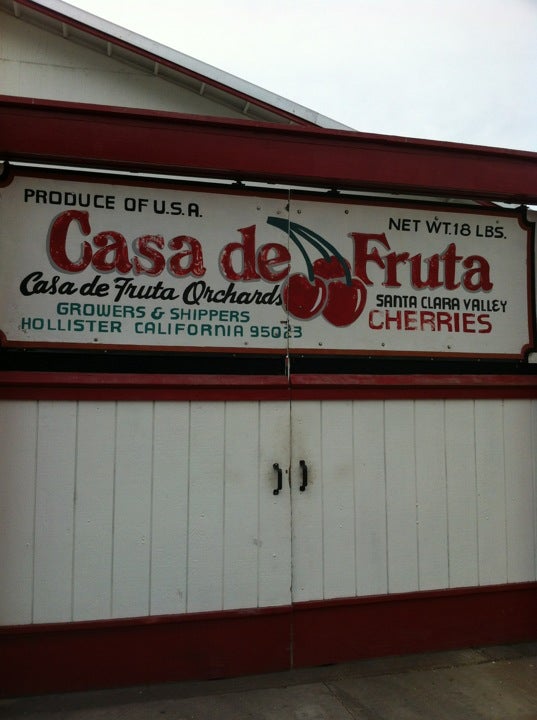 PRODUCE OF U.S.A.
NET WT. 18 LBS.
Casa de Fruta
Casa de Fruta Orchards
GROWERS & SHIPPERS
HOLLISTER CALIFORNIA 95023
SANTA CLARA VALLEY
CHERRIES